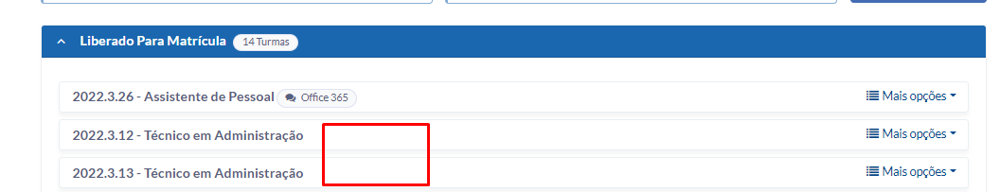 Liberado Para Matrícula 14 Turmas
2022.3.26 - Assistente de Pessoal Office 365 Mais opções
2022.3.12 - Técnico em Administração Mais opções
2022.3.13 - Técnico em Administração Mais opções